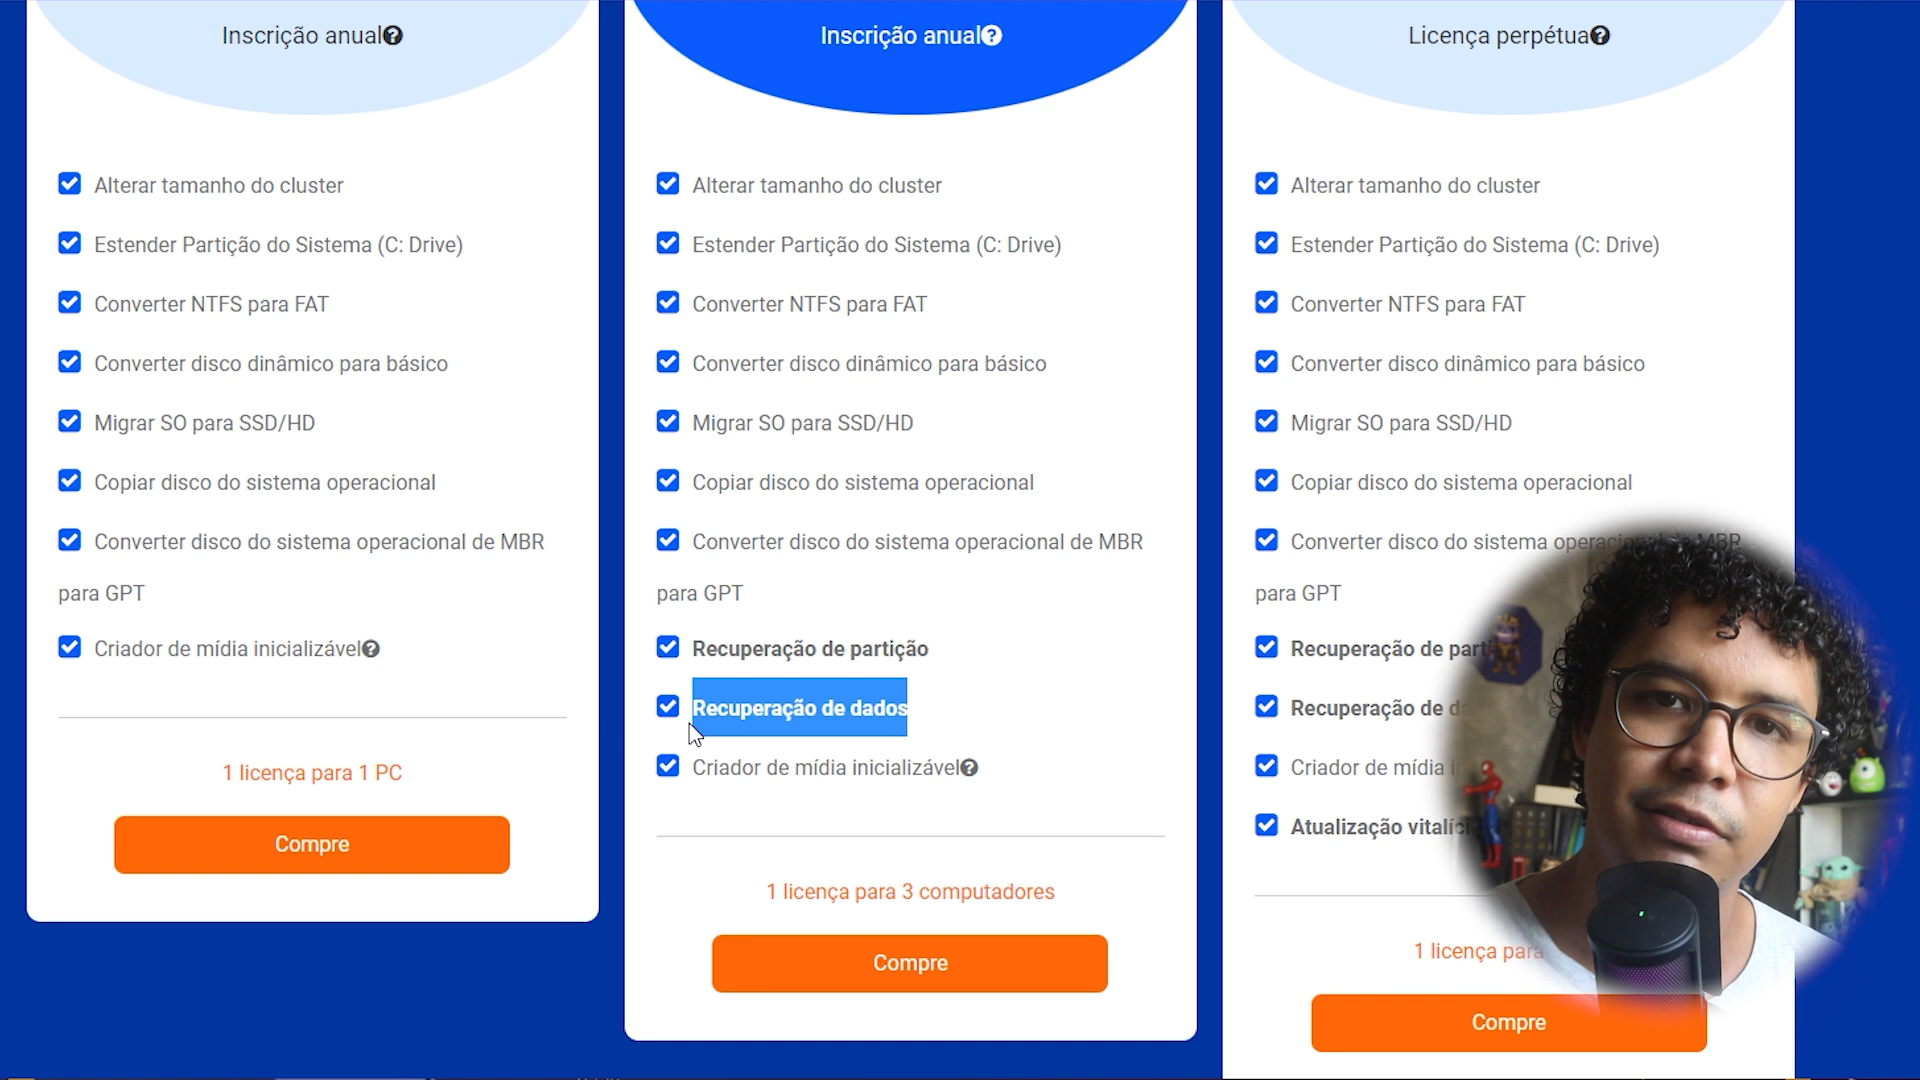 Inscrição anual
Alterar tamanho do cluster
Estender Partição do Sistema (C: Drive)
Converter NTFS para FAT
Converter disco dinâmico para básico
Migrar SO para SSD/HD
Copiar disco do sistema operacional
Converter disco do sistema operacional de MBR
para GPT
Criador de mídia inicializável
1 licença para 1 PC
Compre
Inscrição anual
Alterar tamanho do cluster
Estender Partição do Sistema (C: Drive)
Converter NTFS para FAT
Converter disco dinâmico para básico
Migrar SO para SSD/HD
Copiar disco do sistema operacional
Converter disco do sistema operacional de MBR
para GPT
Recuperação de partição
Recuperação de dados
Criador de mídia inicializável
1 licença para 3 computadores
Compre
Licença perpétua
Alterar tamanho do cluster
Estender Partição do Sistema (C: Drive)
Converter NTFS para FAT
Converter disco dinâmico para básico
Migrar SO para SSD/HD
Copiar disco do sistema operacional
Converter disco do sistema operacional de MBR
para GPT
Recuperação de
Recuperação de
Criador de mídia
Atualização
1 licença para
Compre